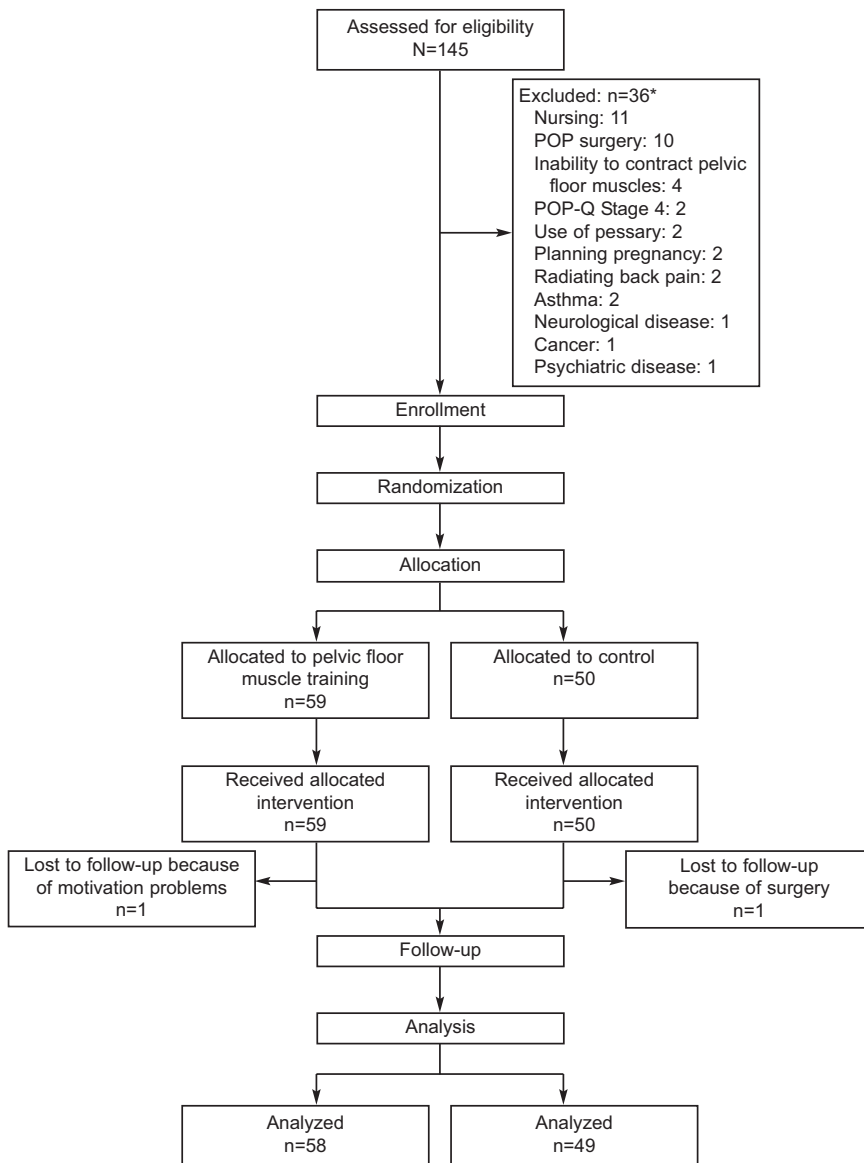 Assessed for eligibility
N=145
Excluded: n=36*
Nursing: 11
POP surgery: 10
Inability to contract pelvic
floor muscles: 4
POP-Q Stage 4: 2
Use of pessary: 2
Planning pregnancy: 2
Radiating back pain: 2
Asthma: 2
Neurological disease: 1
Cancer: 1
Psychiatric disease: 1
Enrollment
Randomization
Allocation
Allocated to pelvic floor
muscle training
n=59
Allocated to control
n=50
Received allocated
intervention
n=59
Received allocated
intervention
n=50
Lost to follow-up because
of motivation problems
n=1
Lost to follow-up
because of surgery
n=1
Follow-up
Analysis
Analyzed
n=58
Analyzed
n=49